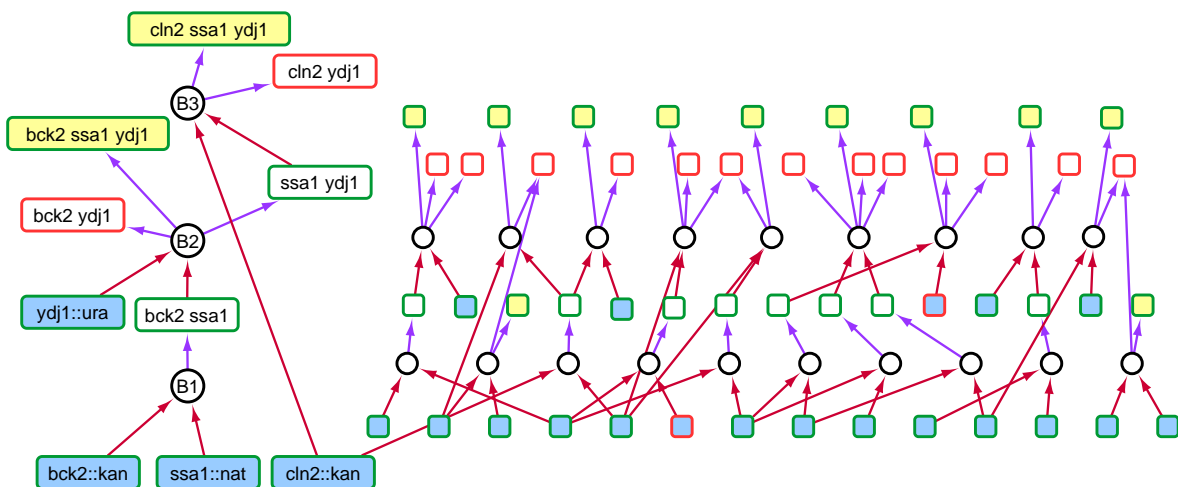 cln2 ssa1 ydj1
cln2 ydj1
B3
bck2 ssa1 ydj1
ssa1 ydj1
bck2 ydj1
B2
ydj1::ura
bck2 ssa1
B1
bck2::kan
ssa1::nat
cln2::kan